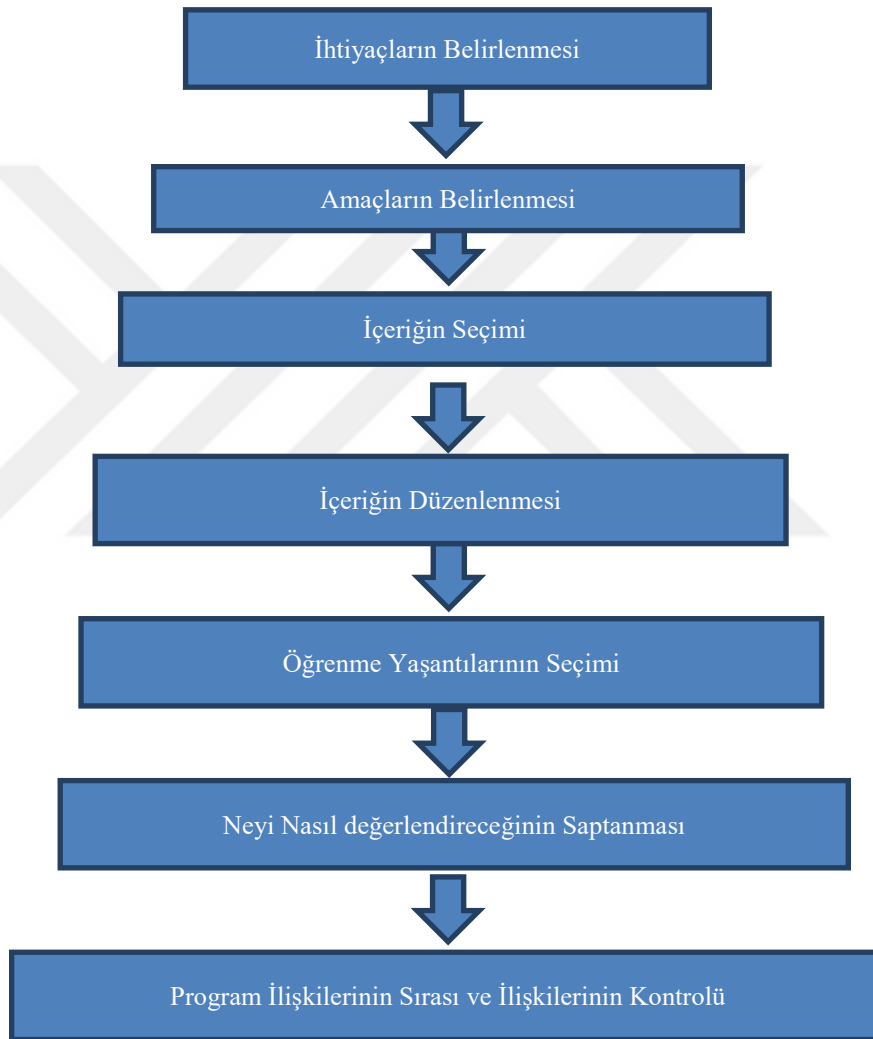 İhtiyaçların Belirlenmesi
Amaçların Belirlenmesi
İçeriğin Seçimi
İçeriğin Düzenlenmesi
Öğrenme Yaşantılarının Seçimi
Neyi Nasıl değerlendireceğinin Saptanması
Program İlişkilerinin Sırası ve İlişkilerinin Kontrolü